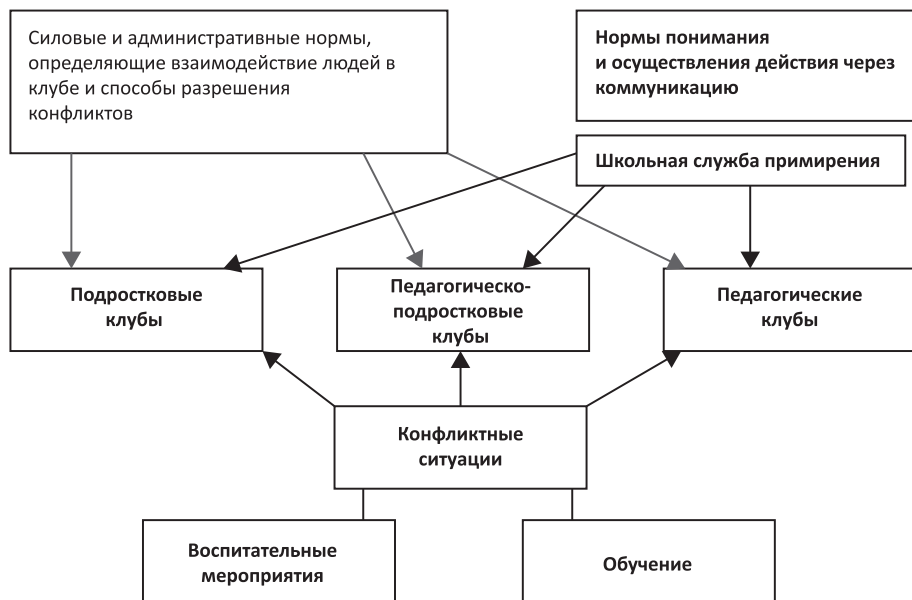 Силовые и административные нормы,
определяющие взаимодействие людей в
клубе и способы разрешения
конфликтов
Нормы понимания
и осуществления действия через
коммуникацию
Школьная служба примирения
Подростковые
клубы
Педагогическо-
подростковые
клубы
Педагогические
клубы
Конфликтные
ситуации
Воспитательные
мероприятия
Обучение